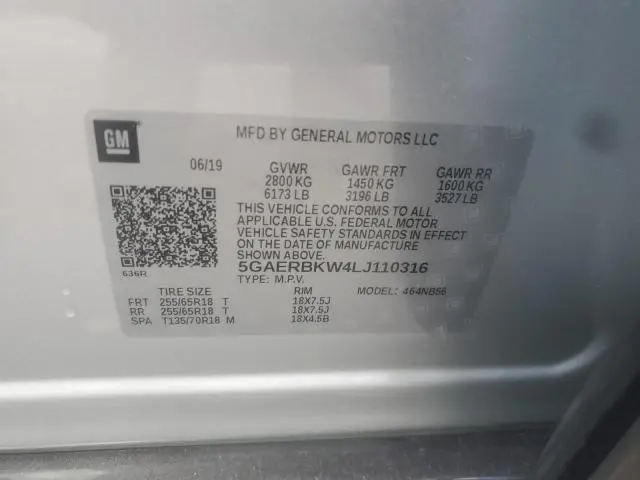 GM
MFD BY GENERAL MOTORS LLC
06/19 GVWR GAWR FRT GAWR RR
2800 KG 1450 KG 1600 KG
6173 LB 3196 LB 3527 LB
THIS VEHICLE CONFORMS TO ALL
APPLICABLE U.S. FEDERAL MOTOR
VEHICLE SAFETY STANDARDS IN EFFECT
ON THE DATE OF MANUFACTURE
SHOWN ABOVE.
5GAERBKW4LJ110316
636R
TYPE: M.P.V.
TIRE SIZE RIM MODEL: 464NB56
FRT 255/65R18 T 18X7.5J
RR 255/65R18 T 18X7.5J
SPA T135/70R18 M 18X4.5B